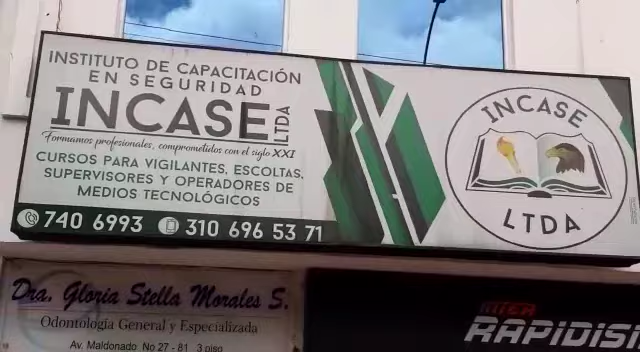 INSTITUTO DE CAPACITACIÓN
EN SEGURIDAD
INCASE LTDA
Formamos profesionales, comprometidos con el siglo XXI
CURSOS PARA VIGILANTES, ESCOLTAS,
SUPERVISORES Y OPERADORES DE
MEDIOS TECNOLÓGICOS
740 6993 310 696 53 71
INCASE
LTDA
Dra. Gloria Stella Morales S.
Odontología General y Especializada
Av. Maldonado No 27 - 81 3 piso